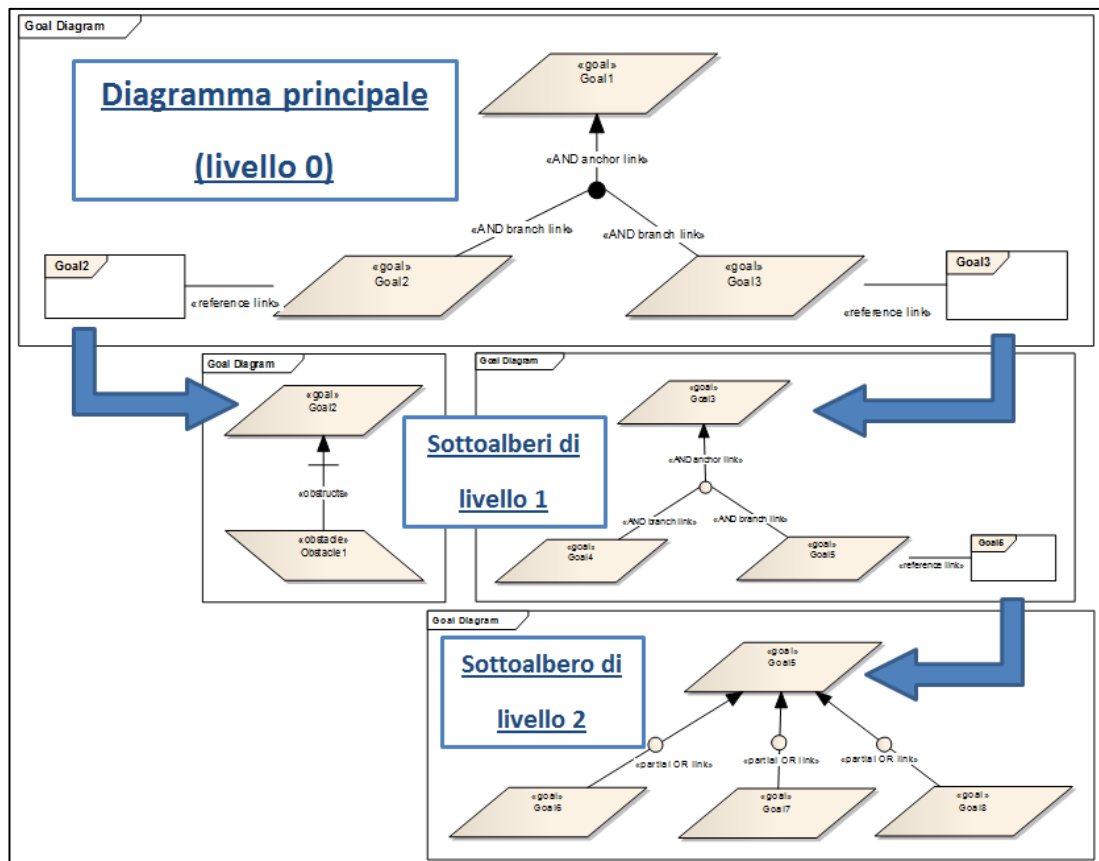 Goal Diagram
Diagramma principale
(livello 0)
«goal»
Goal1
«AND anchor link»
«AND branch link»
«AND branch link»
Goal2
«reference link»
«goal»
Goal2
«goal»
Goal3
Goal3
«reference link»
Goal Diagram
«goal»
Goal2
«obstructs»
«obstacle»
Obstacle1
Sottoalberi di
livello 1
Goal Diagram
«goal»
Goal3
«AND anchor link»
«AND branch link»
«AND branch link»
«goal»
Goal4
«goal»
Goal5
«reference link»
Goal5
Goal Diagram
Sottoalbero di
livello 2
«goal»
Goal5
«partial OR link»
«partial OR link»
«partial OR link»
«goal»
Goal6
«goal»
Goal7
«goal»
Goal8